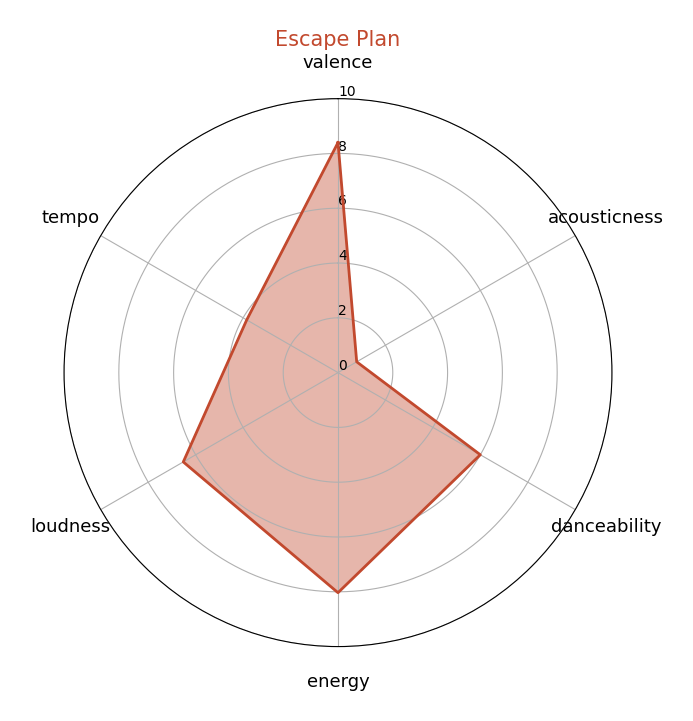 Escape Plan
valence
10
8
6
4
2
0
tempo
acousticness
loudness
danceability
energy